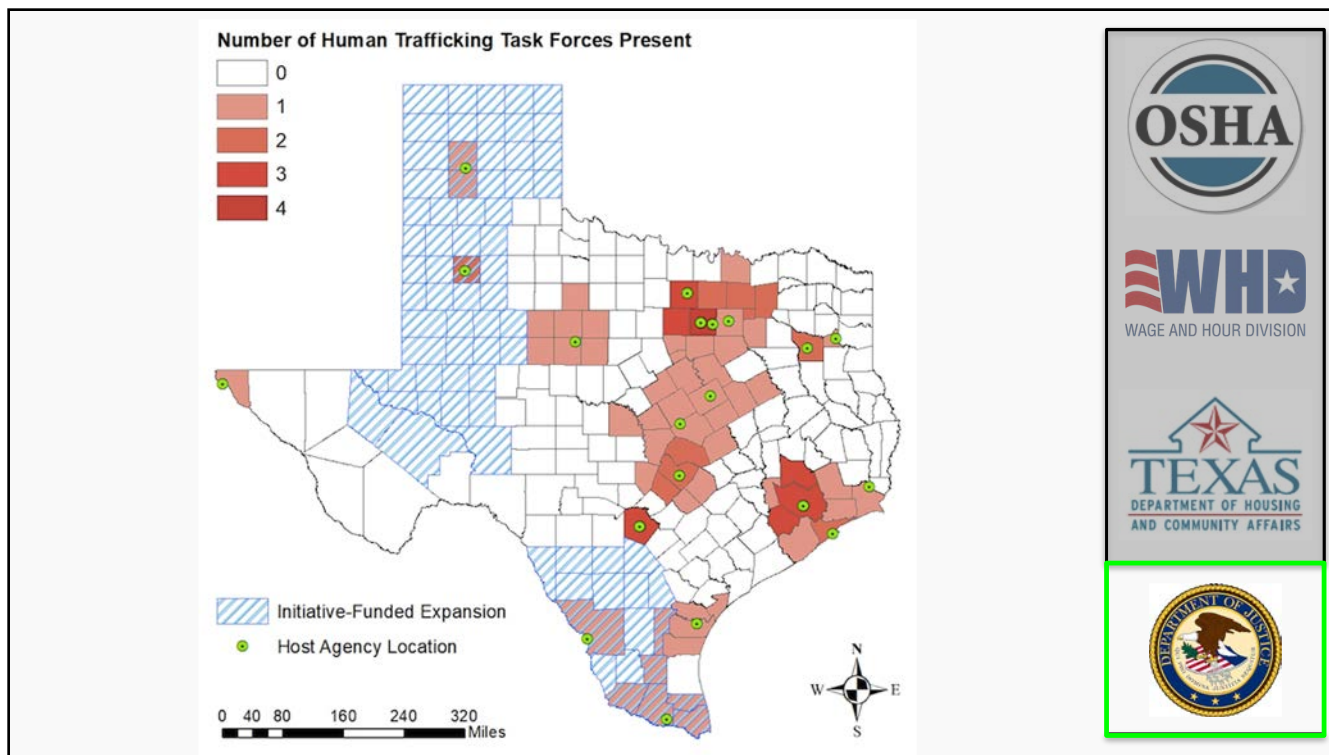 Number of Human Trafficking Task Forces Present
0
1
2
3
4
Initiative-Funded Expansion
Host Agency Location
0 40 80 160 240 320
Miles
N
W E
S
OSHA
WHD
WAGE AND HOUR DIVISION
TEXAS
DEPARTMENT OF HOUSING
AND COMMUNITY AFFAIRS
DEPARTMENT OF JUSTICE